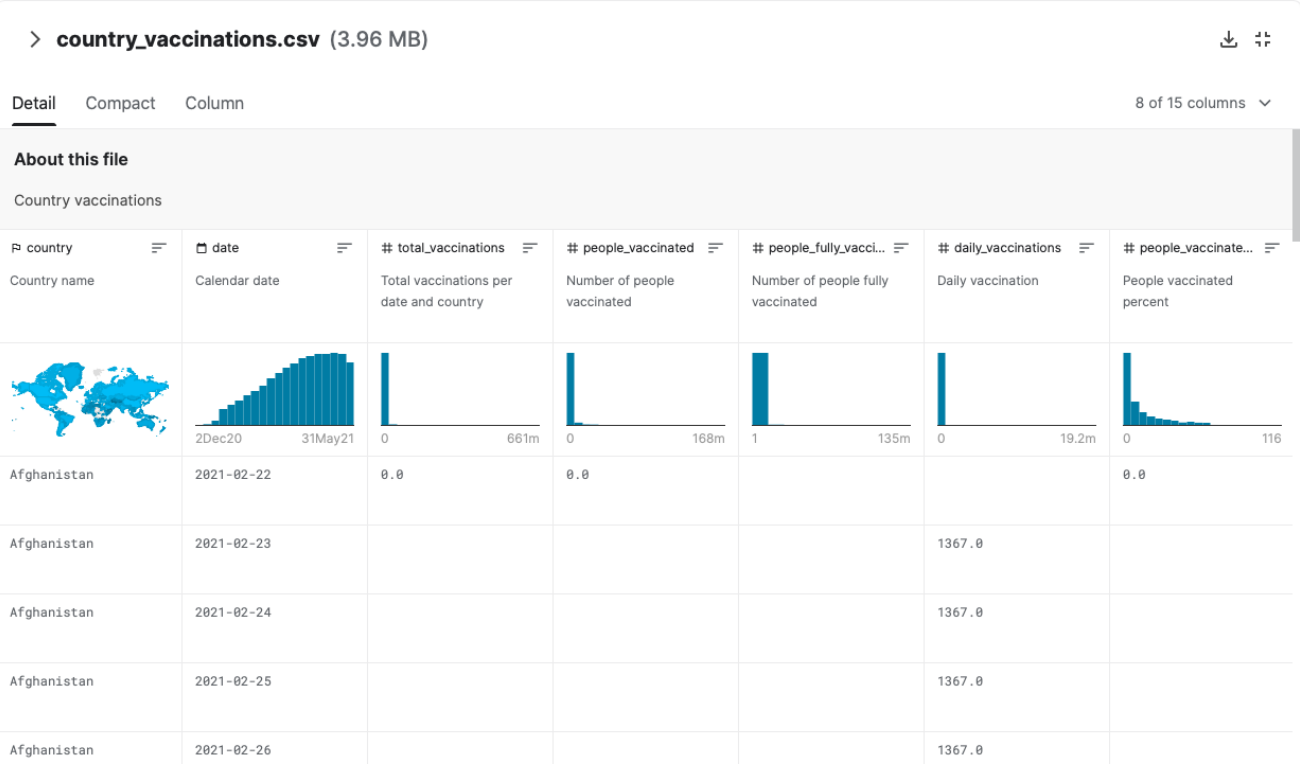 country_vaccinations.csv (3.96 MB)
Detail Compact Column 8 of 15 columns
About this file
Country vaccinations
country date # total_vaccinations # people_vaccinated # people_fully_vacci... # daily_vaccinations # people_vaccinate...
Country name Calendar date Total vaccinations per Number of people Number of people fully Daily vaccination People vaccinated
date and country vaccinated vaccinated percent
2Dec20 31May21 0 661m 0 168m 1 135m 0 19.2m 0 116
Afghanistan 2021-02-22 0.0 0.0 0.0
Afghanistan 2021-02-23 1367.0
Afghanistan 2021-02-24 1367.0
Afghanistan 2021-02-25 1367.0
Afghanistan 2021-02-26 1367.0